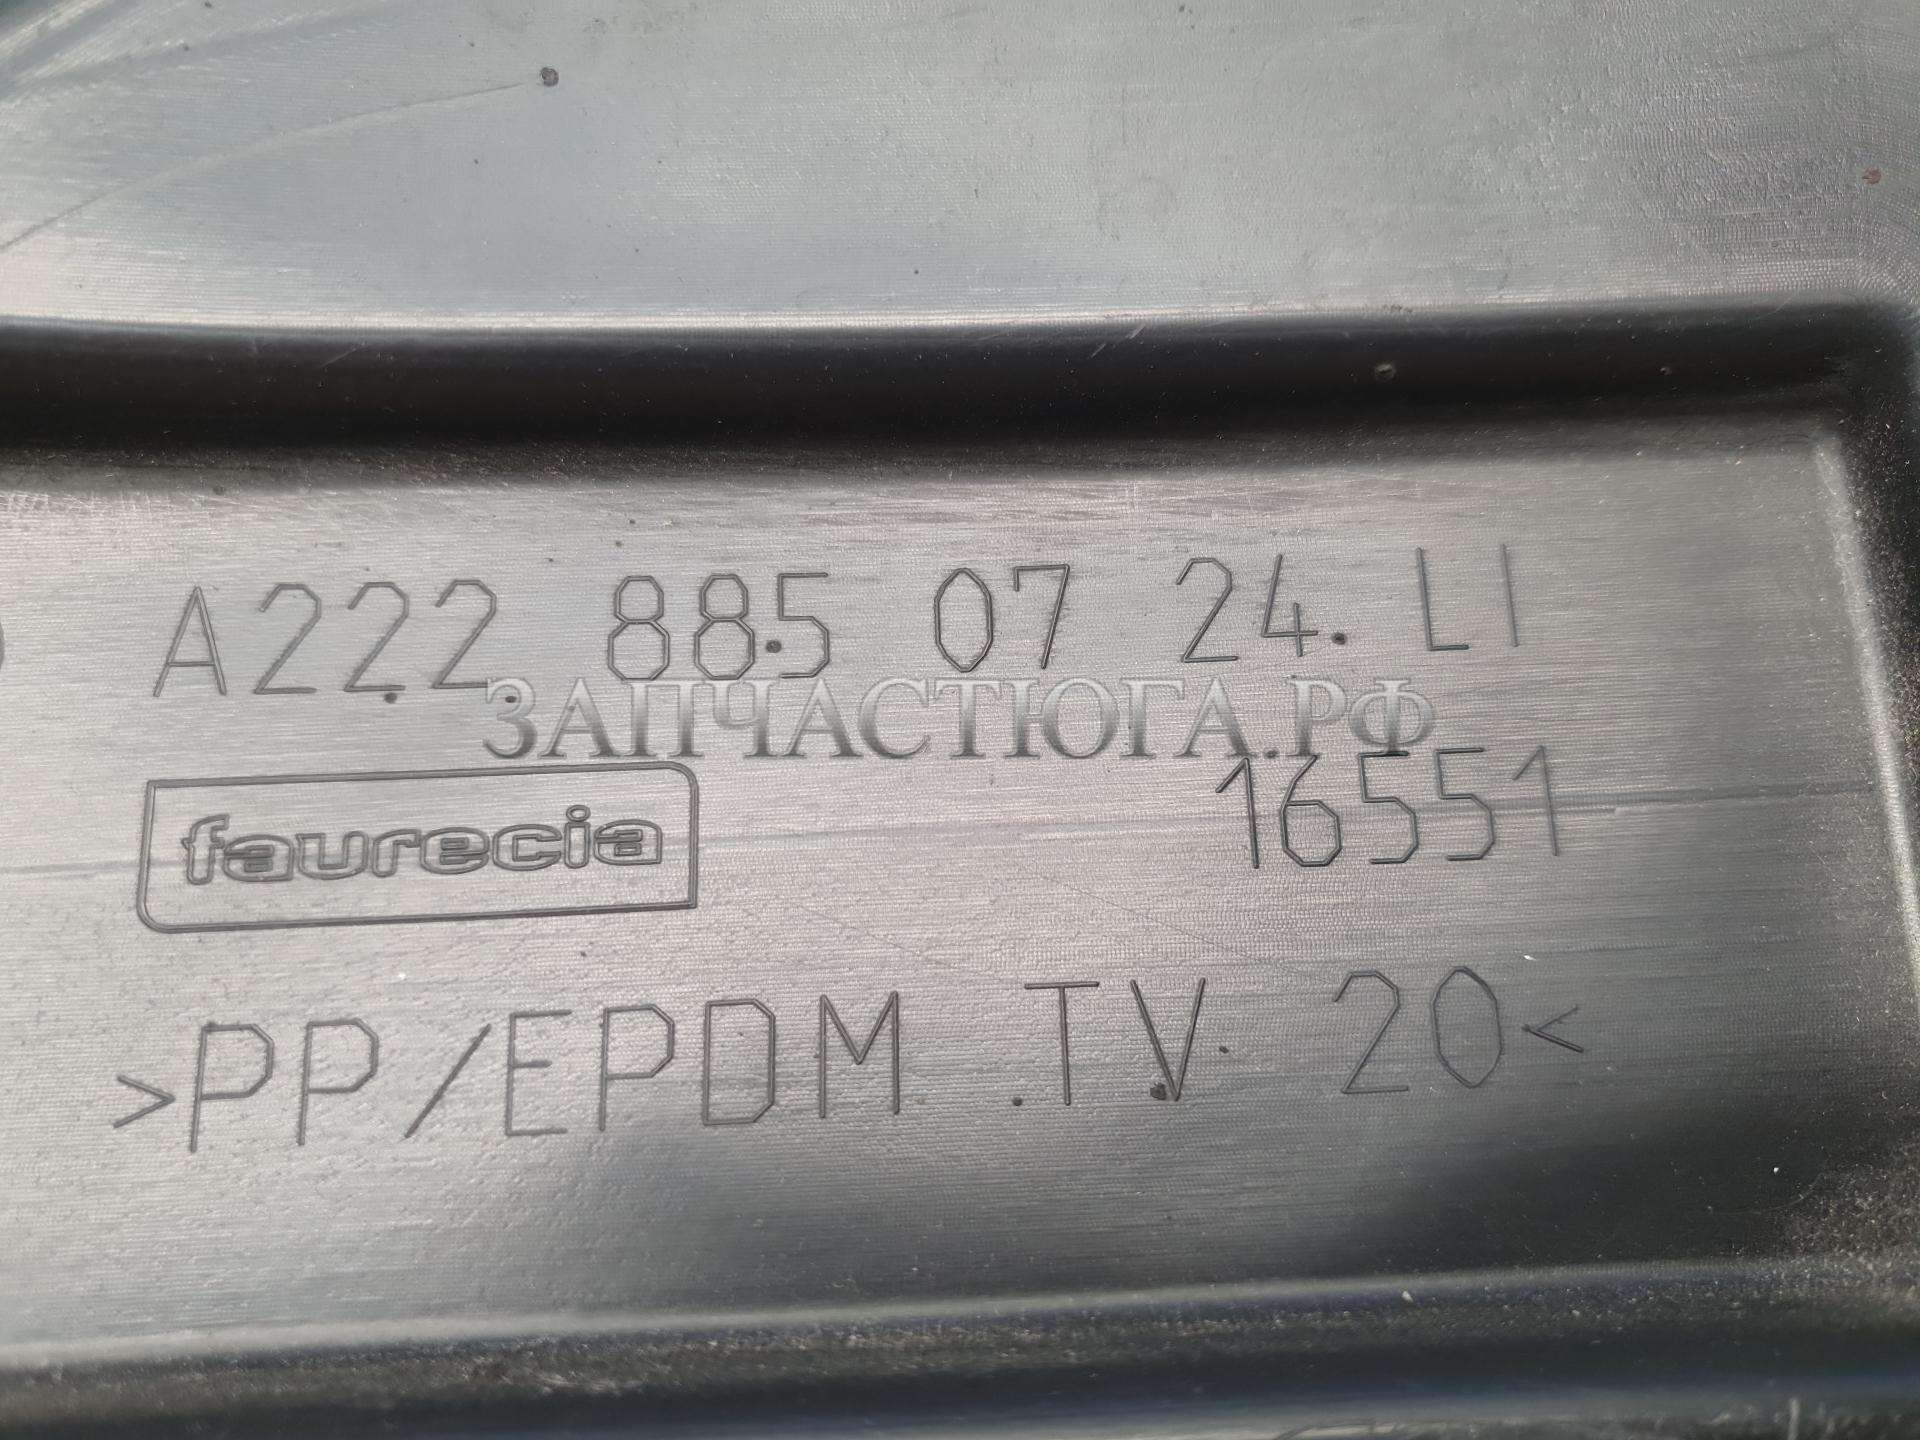 A222 885 07 24 LI
ЗАПЧАСТЮГА.РФ
faurecia 16551
>PP/EPDM TV 20<